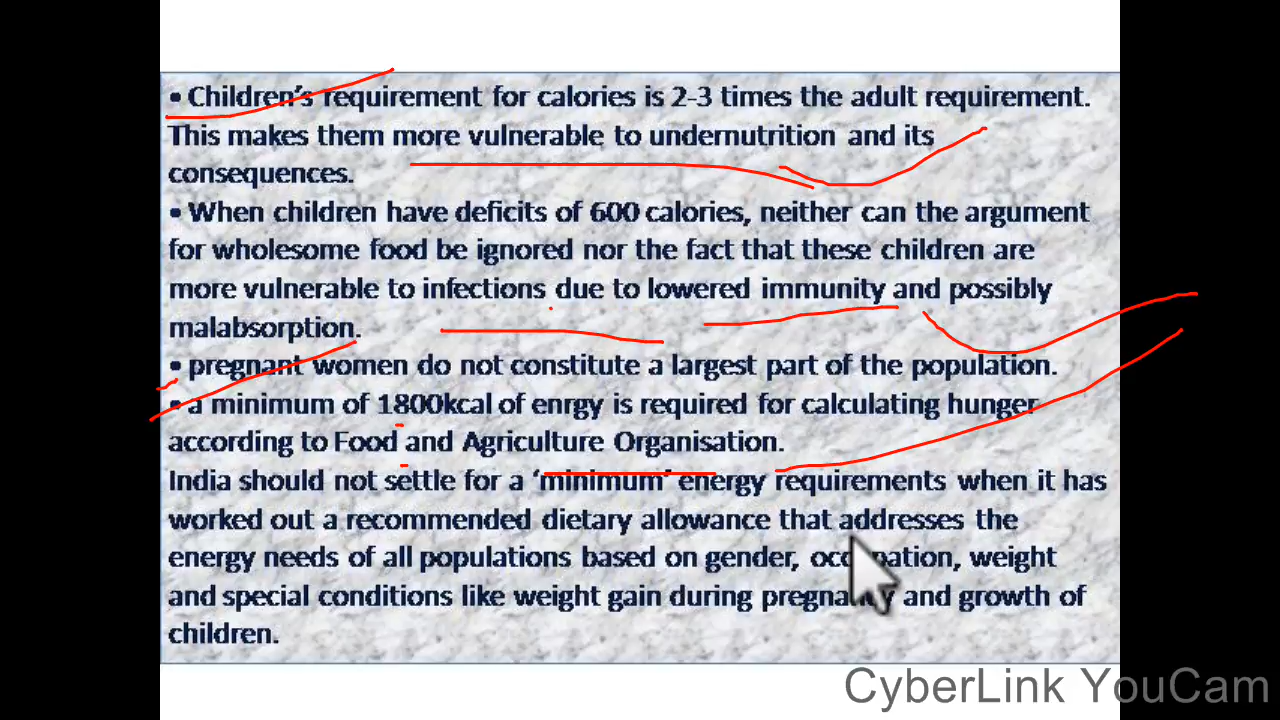 • Children's requirement for calories is 2-3 times the adult requirement.
This makes them more vulnerable to undernutrition and its
consequences.
• When children have deficits of 600 calories, neither can the argument
for wholesome food be ignored nor the fact that these children are
more vulnerable to infections due to lowered immunity and possibly
malabsorption.
• pregnant women do not constitute a largest part of the population.
• a minimum of 1800kcal of enrgy is required for calculating hunger
according to Food and Agriculture Organisation.
India should not settle for a 'minimum' energy requirements when it has
worked out a recommended dietary allowance that addresses the
energy needs of all populations based on gender, occupation, weight
and special conditions like weight gain during pregnancy and growth of
children.
CyberLink YouCam